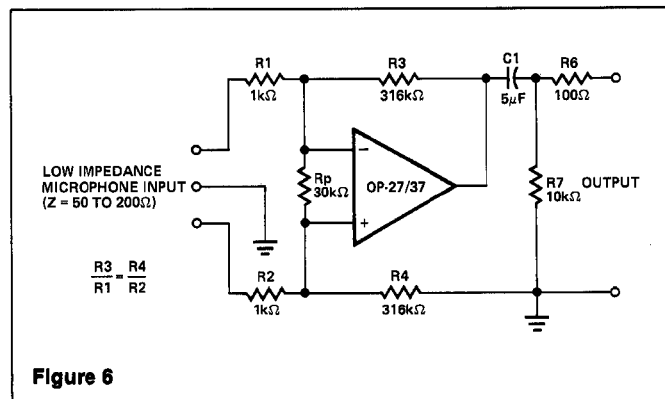 R1
1kΩ
R3
316kΩ
C1
5μF
R6
100Ω
LOW IMPEDANCE
MICROPHONE INPUT
(Z = 50 TO 200Ω)
Rp
30kΩ
−
+
OP-27/37
R7
10kΩ
OUTPUT
R3
R1
=
R4
R2
R2
1kΩ
R4
316kΩ
Figure 6